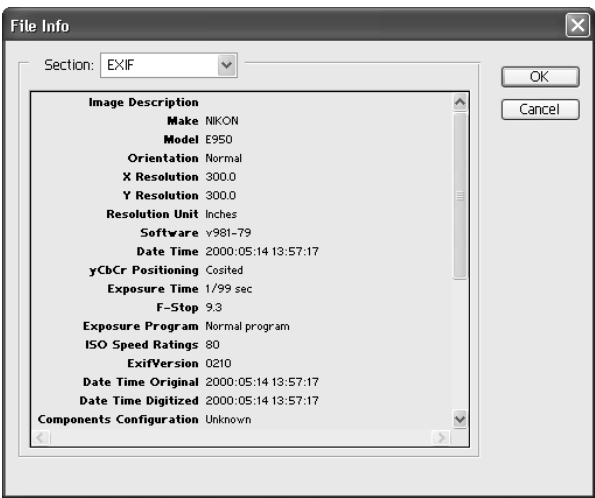 File Info
Section: EXIF
OK
Cancel
Image Description
Make NIKON
Model E950
Orientation Normal
X Resolution 300.0
Y Resolution 300.0
Resolution Unit Inches
Software v981-79
Date Time 2000:05:14 13:57:17
yCbCr Positioning Cosited
Exposure Time 1/99 sec
F-Stop 9.3
Exposure Program Normal program
ISO Speed Ratings 80
ExifVersion 0210
Date Time Original 2000:05:14 13:57:17
Date Time Digitized 2000:05:14 13:57:17
Components Configuration Unknown